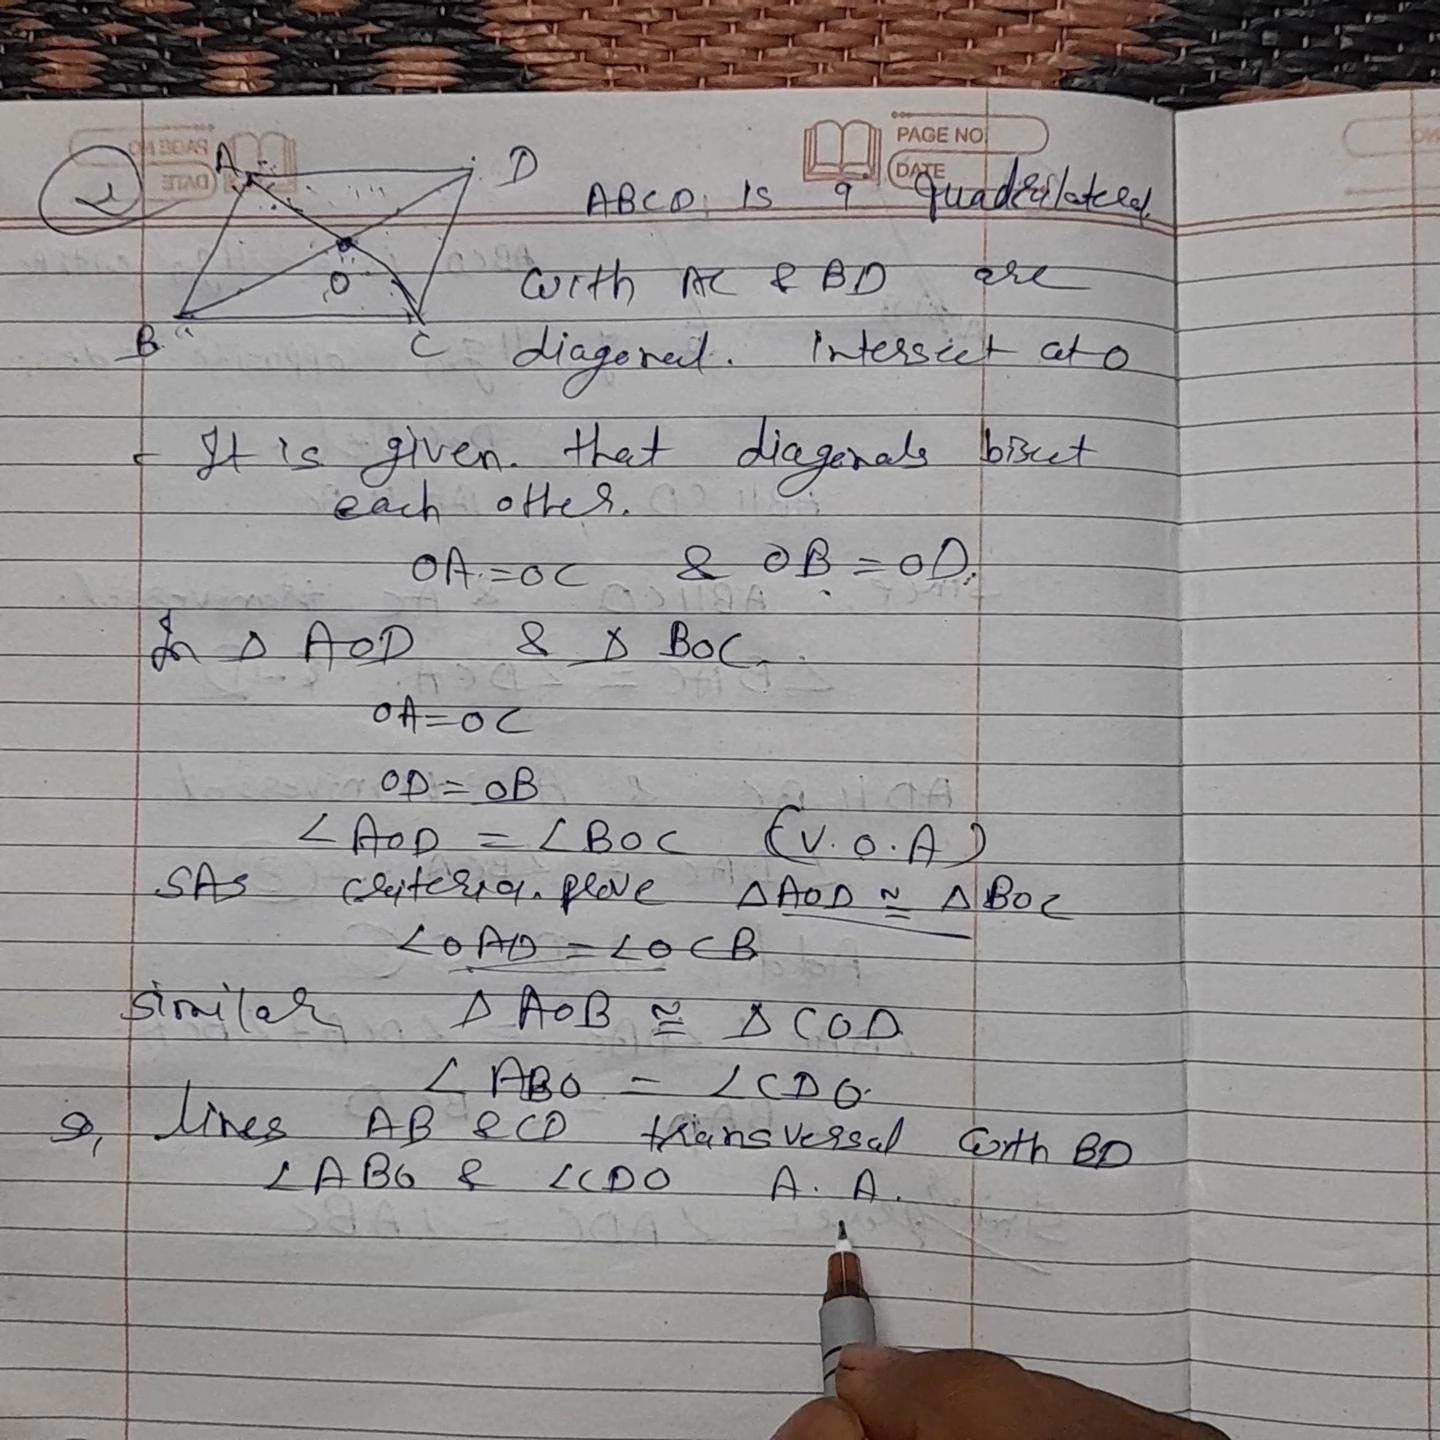 2
A D
B C
O
PAGE NO
DATE
ABCD, is a quadrilateral
with AC & BD are
diagonal. Intersect at O
It is given. that diagonals bisect
each other.
OA = OC & OB = OD.
In Δ AOD & Δ BOC.
OA = OC
OD = OB
∠AOD = ∠BOC (V.O.A)
SAS criteria. prove ΔAOD ≅ ΔBOC
∠OAD = ∠OCB
similar Δ AOB ≅ Δ COD
∠ABO = ∠CDO.
So, lines AB & CD transversal with BD
∠ABO & ∠CDO A. A.